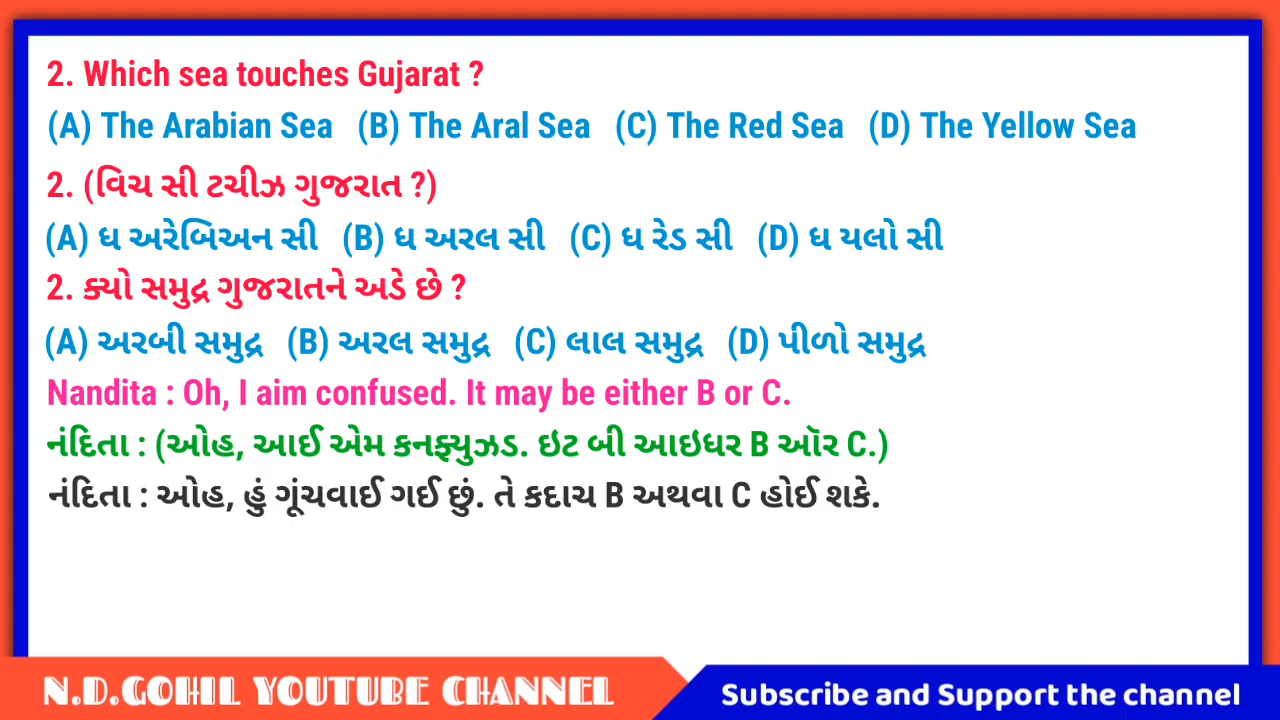 2. Which sea touches Gujarat ?
(A) The Arabian Sea (B) The Aral Sea (C) The Red Sea (D) The Yellow Sea
2. (વિચ સી ટચીઝ ગુજરાત ?)
(A) ધ અરેબિઅન સી (B) ધ અરલ સી (C) ધ રેડ સી (D) ધ યલો સી
2. ક્યો સમુદ્ર ગુજરાતને અડે છે ?
(A) અરબી સમુદ્ર (B) અરલ સમુદ્ર (C) લાલ સમુદ્ર (D) પીળો સમુદ્ર
Nandita : Oh, I aim confused. It may be either B or C.
નંદિતા : (ઓહ, આઈ એમ કનફ્યુઝડ. ઇટ બી આઇધર B ઑર C.)
નંદિતા : ઓહ, હું ગૂંચવાઈ ગઈ છું. તે કદાચ B અથવા C હોઈ શકે.
N.D.GOHIL YOUTUBE CHANNEL
Subscribe and Support the channel